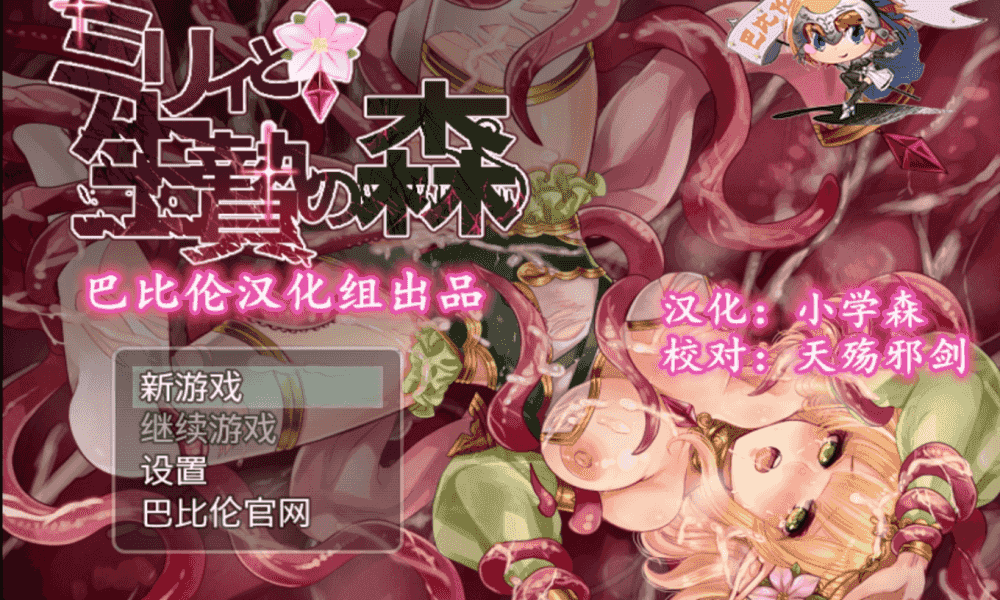 ミリィと
生贄の森
巴比伦汉化组出品
汉化：小学森
校对：天殇邪剑
新游戏
继续游戏
设置
巴比伦官网